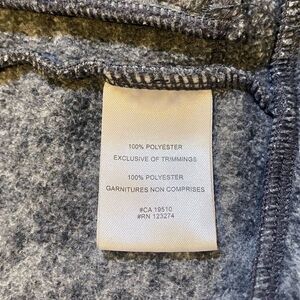 100% POLYESTER
EXCLUSIVE OF TRIMMINGS
100% POLYESTER
GARNITURES NON COMPRISES
#CA 19510
#RN 123274